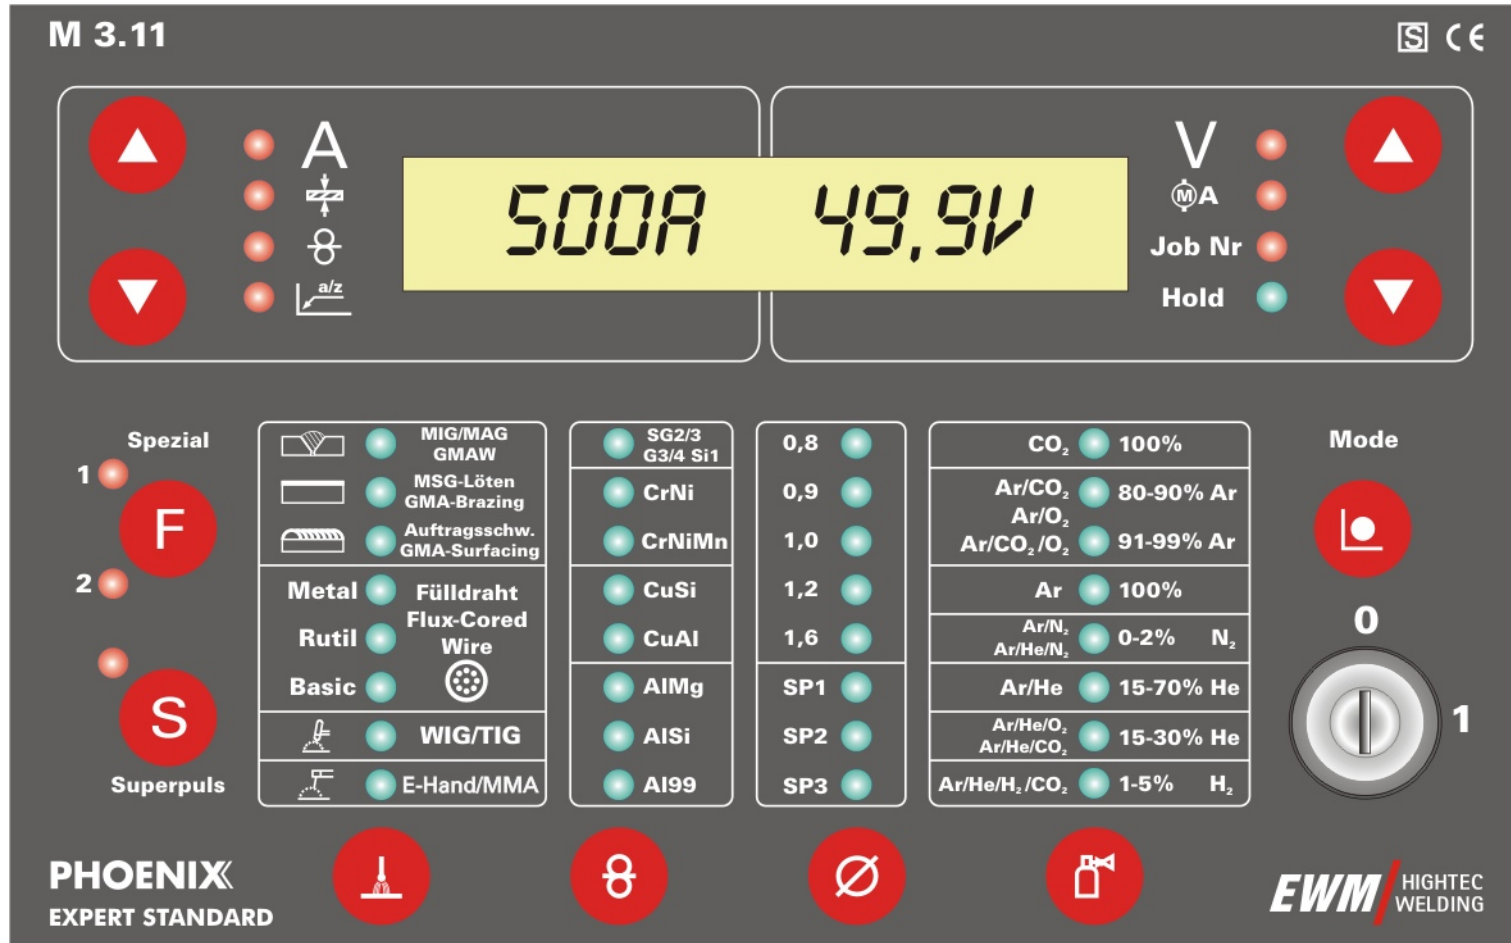 M 3.11
S CE
A
V
M A
500A 49,9V
Job Nr
a/z
Hold
Spezial
1
F
2
S
Superpuls
MIG/MAG
GMAW
MSG-Löten
GMA-Brazing
Auftragsschw.
GMA-Surfacing
Metal
Fülldraht
Flux-Cored
Rutil
Wire
Basic
WIG/TIG
E-Hand/MMA
SG2/3
G3/4 Si1
CrNi
CrNiMn
CuSi
CuAl
AlMg
AlSi
Al99
0,8
0,9
1,0
1,2
1,6
SP1
SP2
SP3
CO₂ 100%
Ar/CO₂ 80-90% Ar
Ar/O₂
Ar/CO₂/O₂ 91-99% Ar
Ar 100%
Ar/N₂
Ar/He/N₂ 0-2% N₂
Ar/He 15-70% He
Ar/He/O₂
Ar/He/CO₂ 15-30% He
Ar/He/H₂/CO₂ 1-5% H₂
Mode
0
1
PHOENIX
EXPERT STANDARD
EWM HIGHTEC
WELDING